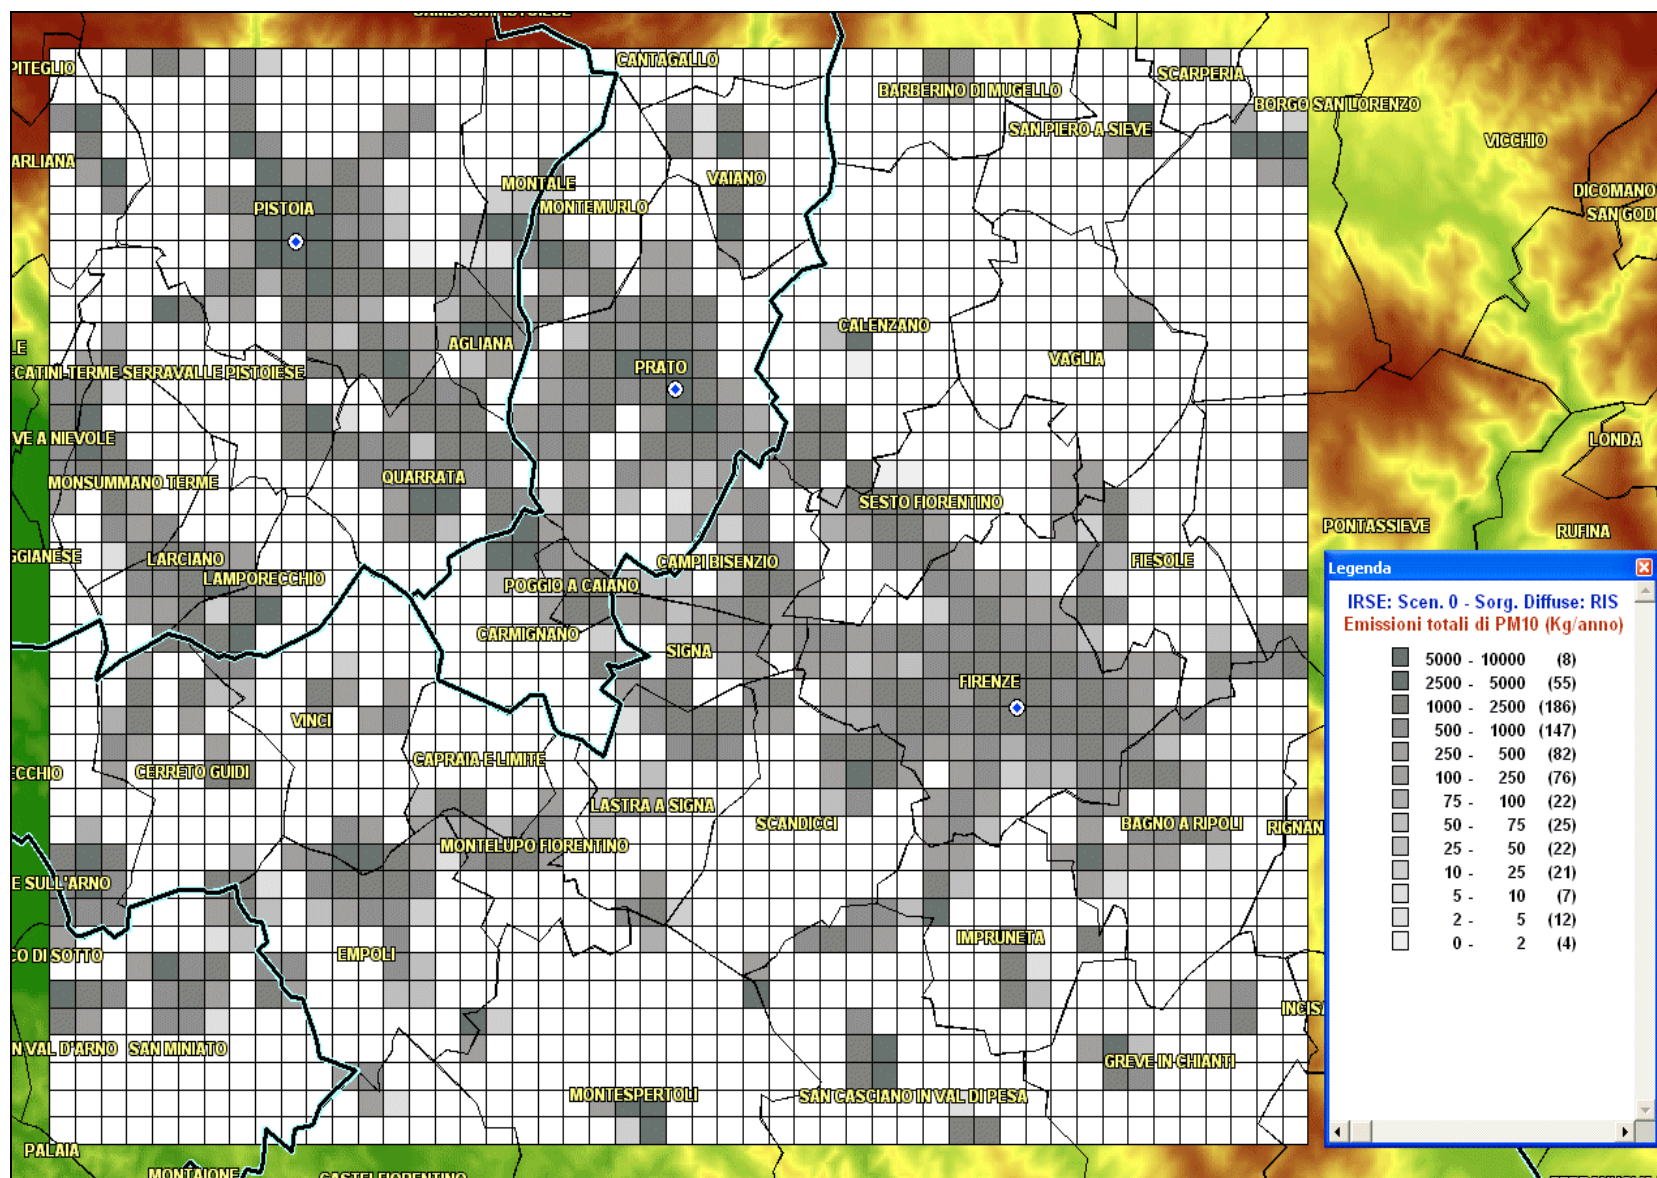 CANTAGALLO
PITEGLIO
SCARPERIA
BARBERINO DI MUGELLO
BORGO SAN LORENZO
SAN PIERO A SIEVE
VICCHIO
ARLIANA
MONTALE
VAIANO
DICOMANO
PISTOIA
MONTEMURLO
SAN GODE
CALENZANO
AGLIANA
LE
VAGLIA
PRATO
ECATINI-TERME SERRAVALLE PISTOIESE
VE A NIEVOLE
LONDA
QUARRATA
MONSUMMANO TERME
SESTO FIORENTINO
PONTASSIEVE
RUFINA
GGIANESE
LARCIANO
CAMPI BISENZIO
FIESOLE
LAMPORECCHIO
POGGIO A CAIANO
CARMIGNANO
SIGNA
FIRENZE
VINCI
CAPRAIA E LIMITE
ECCHIO
CERRETO GUIDI
LASTRA A SIGNA
SCANDICCI
BAGNO A RIPOLI
RIGNAN
MONTELUPO FIORENTINO
E SULL'ARNO
IMPRUNETA
CO DI SOTTO
EMPOLI
INCISA
N VAL D'ARNO
SAN MINIATO
GREVE IN CHIANTI
MONTESPERTOLI
SAN CASCIANO IN VAL DI PESA
PALAIA
MONTAIONE
CASTELFIORENTINO
Legenda
IRSE: Scen. 0 - Sorg. Diffuse: RIS
Emissioni totali di PM10 (Kg/anno)
5000 - 10000 (8)
2500 - 5000 (55)
1000 - 2500 (186)
500 - 1000 (147)
250 - 500 (82)
100 - 250 (76)
75 - 100 (22)
50 - 75 (25)
25 - 50 (22)
10 - 25 (21)
5 - 10 (7)
2 - 5 (12)
0 - 2 (4)